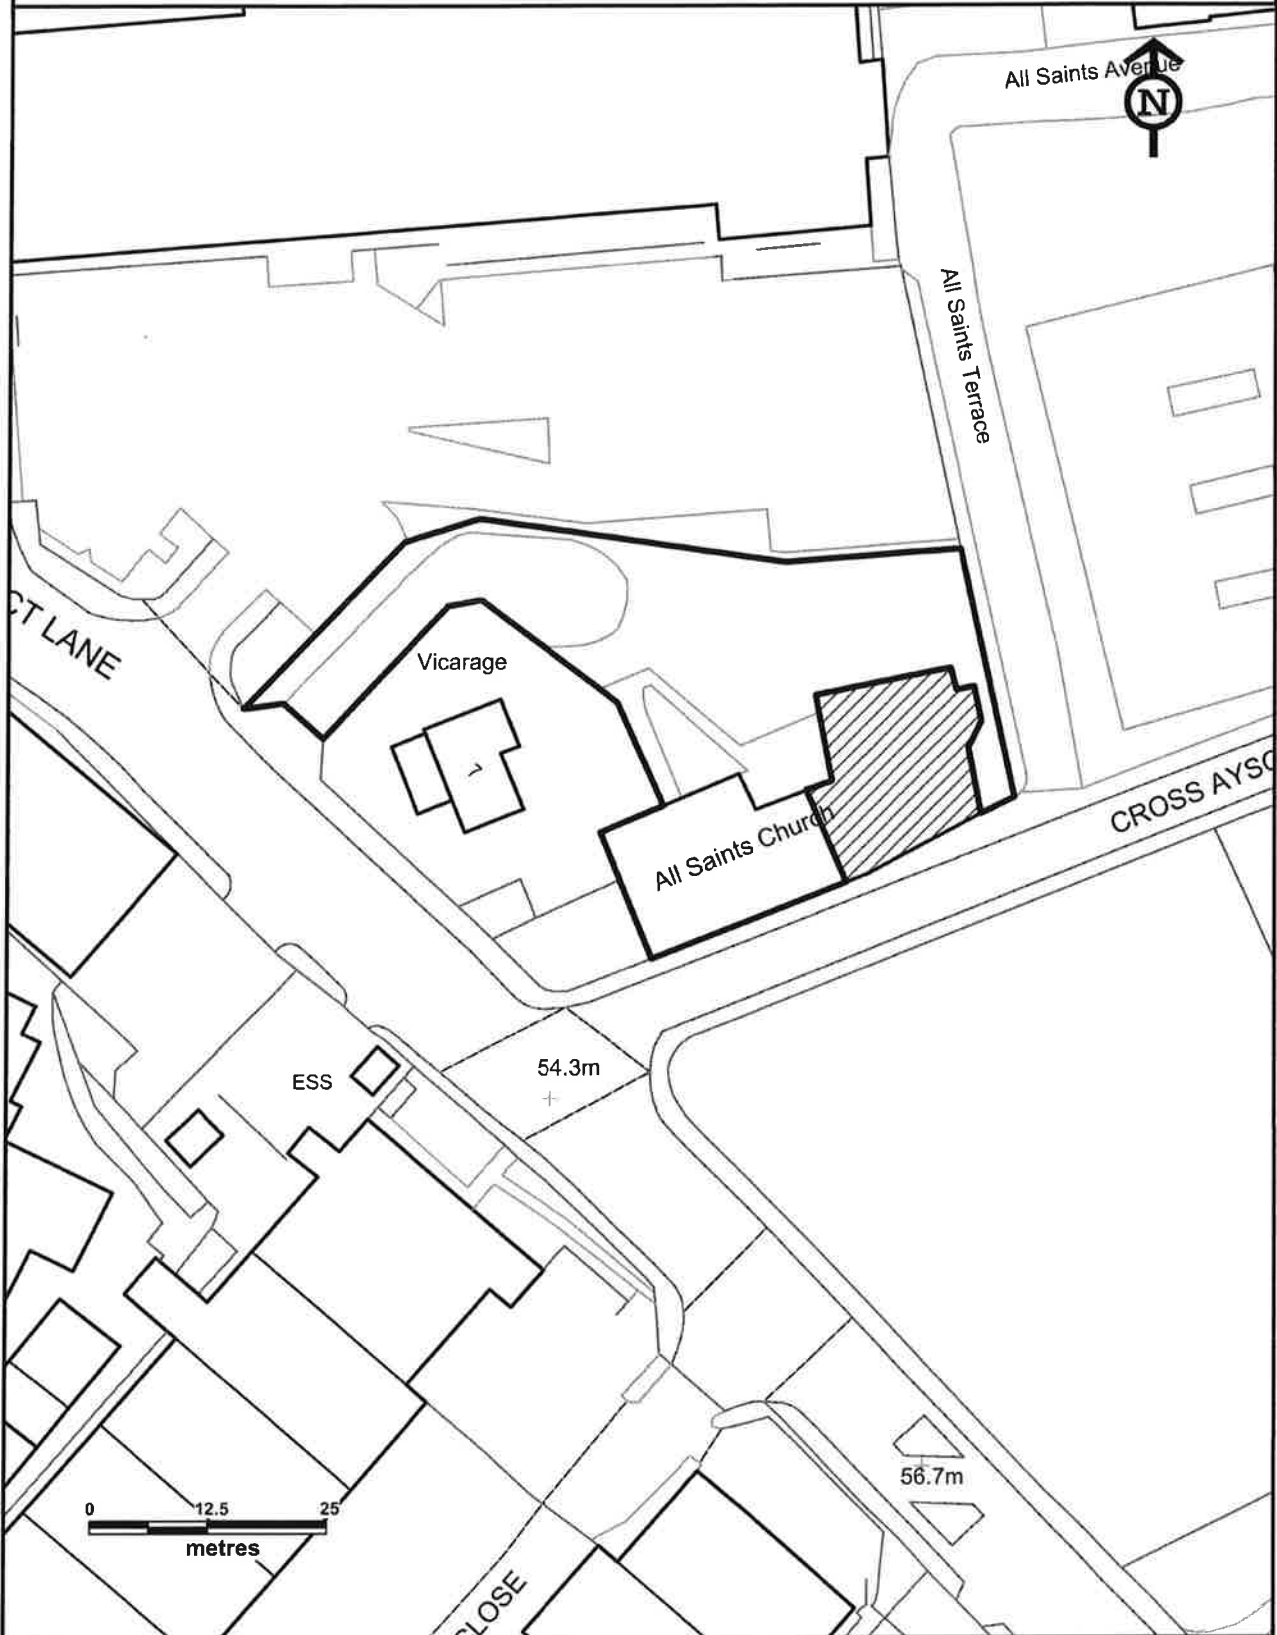 All Saints Avenue
N
All Saints Terrace
CT LANE
Vicarage
1
All Saints Church
CROSS AYSC
54.3m
ESS
56.7m
0 12.5 25
metres
CLOSE